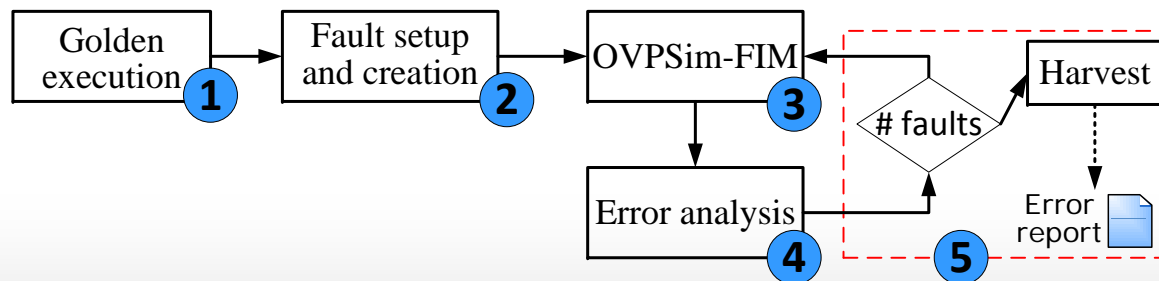 Golden
execution
1
Fault setup
and creation
2
OVPSim-FIM
3
Error analysis
4
# faults
Harvest
Error
report
5